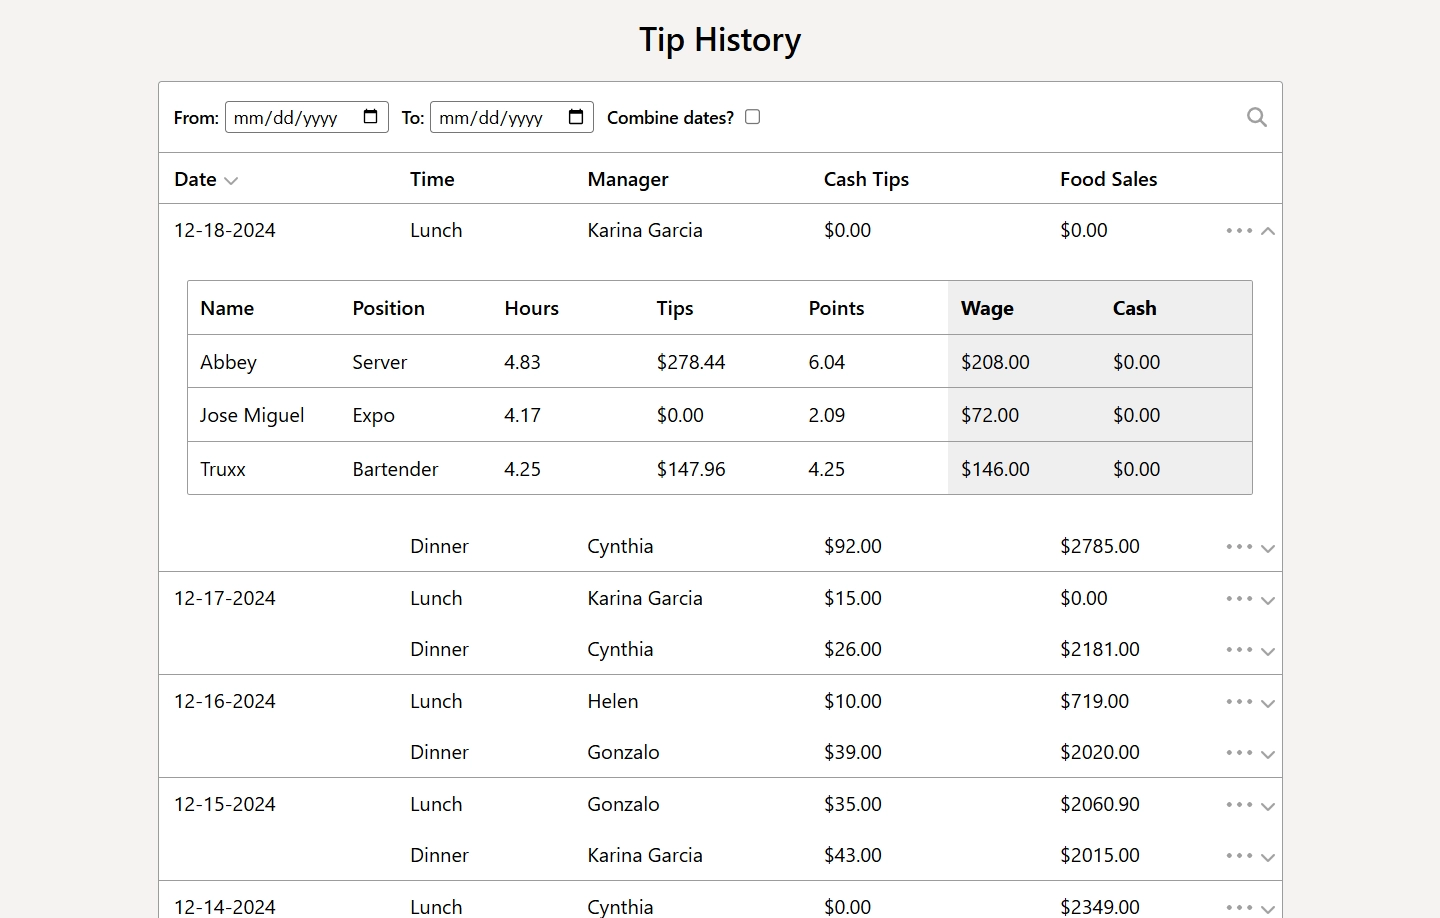 Tip History
From: mm/dd/yyyy To: mm/dd/yyyy Combine dates?
Date Time Manager Cash Tips Food Sales
12-18-2024 Lunch Karina Garcia $0.00 $0.00
Name Position Hours Tips Points Wage Cash
Abbey Server 4.83 $278.44 6.04 $208.00 $0.00
Jose Miguel Expo 4.17 $0.00 2.09 $72.00 $0.00
Truxx Bartender 4.25 $147.96 4.25 $146.00 $0.00
Dinner Cynthia $92.00 $2785.00
12-17-2024 Lunch Karina Garcia $15.00 $0.00
Dinner Cynthia $26.00 $2181.00
12-16-2024 Lunch Helen $10.00 $719.00
Dinner Gonzalo $39.00 $2020.00
12-15-2024 Lunch Gonzalo $35.00 $2060.90
Dinner Karina Garcia $43.00 $2015.00
12-14-2024 Lunch Cynthia $0.00 $2349.00